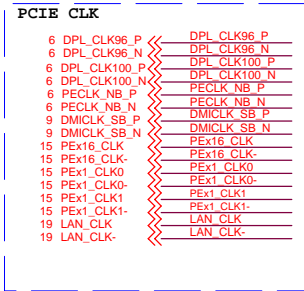 PCIE CLK
6 DPL_CLK96_P DPL_CLK96_P
6 DPL_CLK96_N DPL_CLK96_N
6 DPL_CLK100_P DPL_CLK100_P
6 DPL_CLK100_N DPL_CLK100_N
6 PECLK_NB_P PECLK_NB_P
6 PECLK_NB_N PECLK_NB_N
9 DMICLK_SB_P DMICLK_SB_P
9 DMICLK_SB_N DMICLK_SB_N
15 PEx16_CLK PEx16_CLK
15 PEx16_CLK- PEx16_CLK-
15 PEx1_CLK0 PEx1_CLK0
15 PEx1_CLK0- PEx1_CLK0-
15 PEx1_CLK1 PEx1_CLK1
15 PEx1_CLK1- PEx1_CLK1-
19 LAN_CLK LAN_CLK
19 LAN_CLK- LAN_CLK-